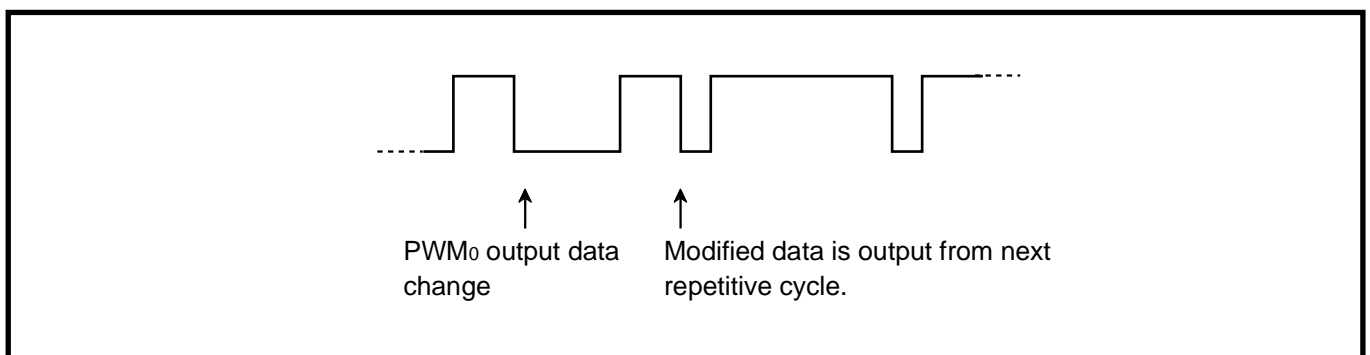 PWM0 output data
change
Modified data is output from next
repetitive cycle.